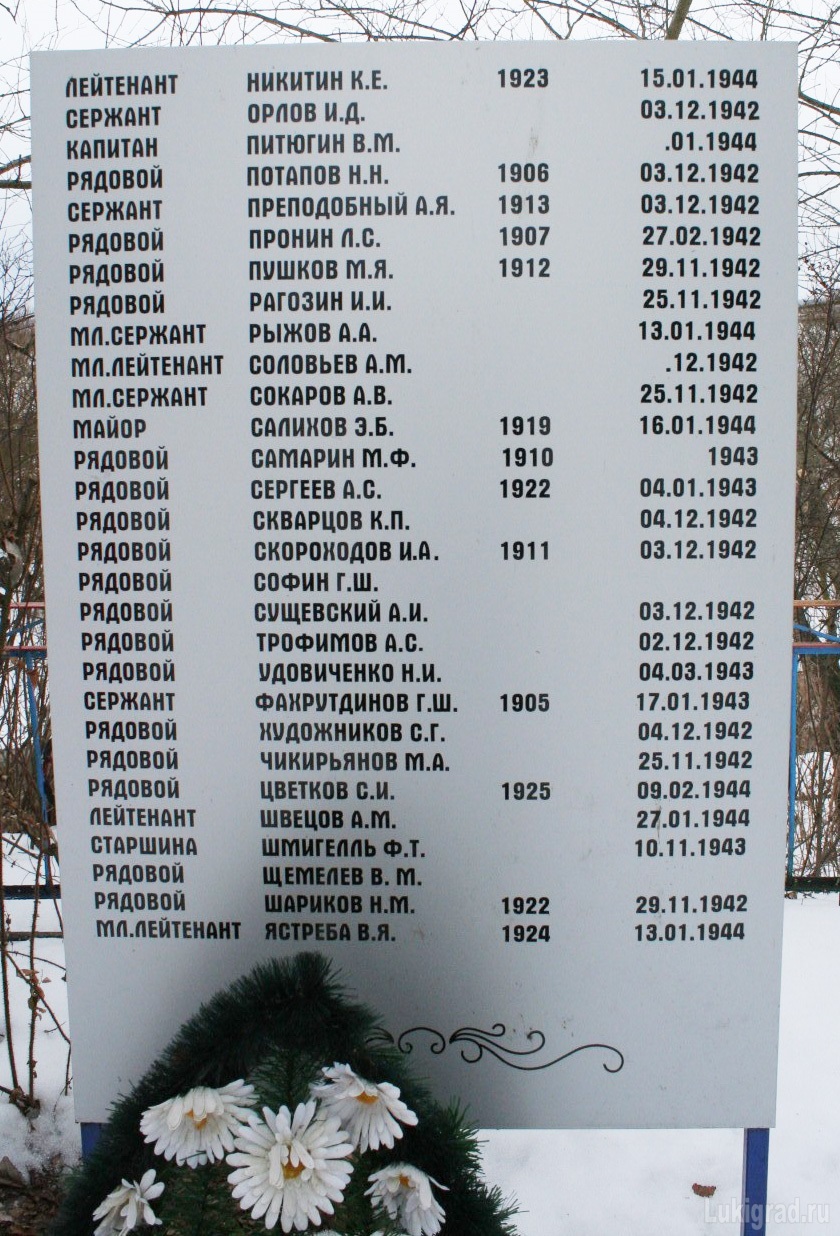 ЛЕЙТЕНАНТ НИКИТИН К.Е. 1923 15.01.1944
СЕРЖАНТ ОРЛОВ И.Д. 03.12.1942
КАПИТАН ПИТЮГИН В.М. .01.1944
РЯДОВОЙ ПОТАПОВ Н.Н. 1906 03.12.1942
СЕРЖАНТ ПРЕПОДОБНЫЙ А.Я. 1913 03.12.1942
РЯДОВОЙ ПРОНИН Л.С. 1907 27.02.1942
РЯДОВОЙ ПУШКОВ М.Я. 1912 29.11.1942
РЯДОВОЙ РАГОЗИН И.И. 25.11.1942
МЛ.СЕРЖАНТ РЫЖОВ А.А. 13.01.1944
МЛ.ЛЕЙТЕНАНТ СОЛОВЬЕВ А.М. .12.1942
МЛ.СЕРЖАНТ СОКАРОВ А.В. 25.11.1942
МАЙОР САЛИХОВ Э.Б. 1919 16.01.1944
РЯДОВОЙ САМАРИН М.Ф. 1910 1943
РЯДОВОЙ СЕРГЕЕВ А.С. 1922 04.01.1943
РЯДОВОЙ СКВАРЦОВ К.П. 04.12.1942
РЯДОВОЙ СКОРОХОДОВ И.А. 1911 03.12.1942
РЯДОВОЙ СОФИН Г.Ш.
РЯДОВОЙ СУЩЕВСКИЙ А.И. 03.12.1942
РЯДОВОЙ ТРОФИМОВ А.С. 02.12.1942
РЯДОВОЙ УДОВИЧЕНКО Н.И. 04.03.1943
СЕРЖАНТ ФАХРУТДИНОВ Г.Ш. 1905 17.01.1943
РЯДОВОЙ ХУДОЖНИКОВ С.Г. 04.12.1942
РЯДОВОЙ ЧИКИРЬЯНОВ М.А. 25.11.1942
РЯДОВОЙ ЦВЕТКОВ С.И. 1925 09.02.1944
ЛЕЙТЕНАНТ ШВЕЦОВ А.М. 27.01.1944
СТАРШИНА ШМИГЕЛЛЬ Ф.Т. 10.11.1943
РЯДОВОЙ ЩЕМЕЛЕВ В. М.
РЯДОВОЙ ШАРИКОВ Н.М. 1922 29.11.1942
МЛ.ЛЕЙТЕНАНТ ЯСТРЕБА В.Я. 1924 13.01.1944
Lukigrad.ru